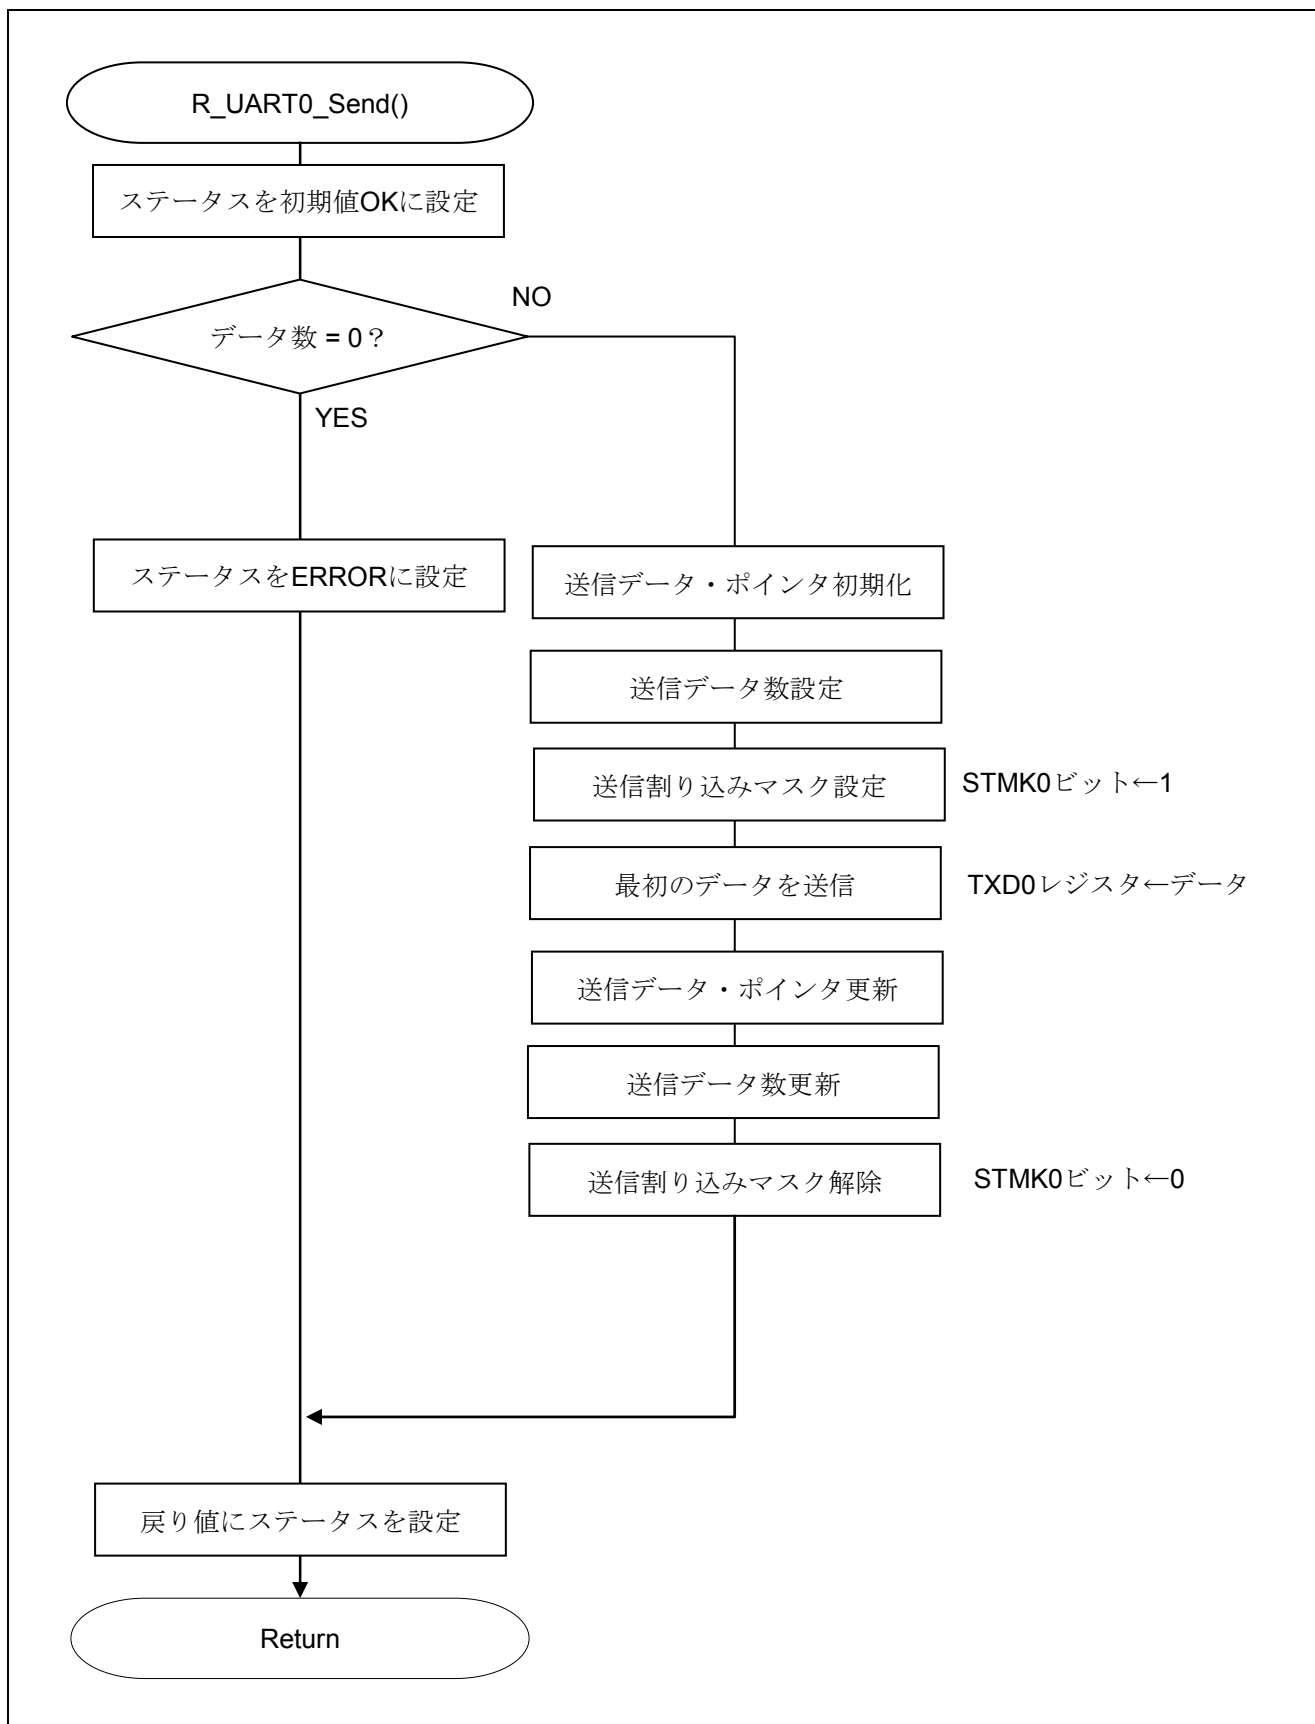 R_UART0_Send()
ステータスを初期値OKに設定
データ数 = 0？
NO
YES
ステータスをERRORに設定
送信データ・ポインタ初期化
送信データ数設定
送信割り込みマスク設定
STMK0ビット←1
最初のデータを送信
TXD0レジスタ←データ
送信データ・ポインタ更新
送信データ数更新
送信割り込みマスク解除
STMK0ビット←0
戻り値にステータスを設定
Return